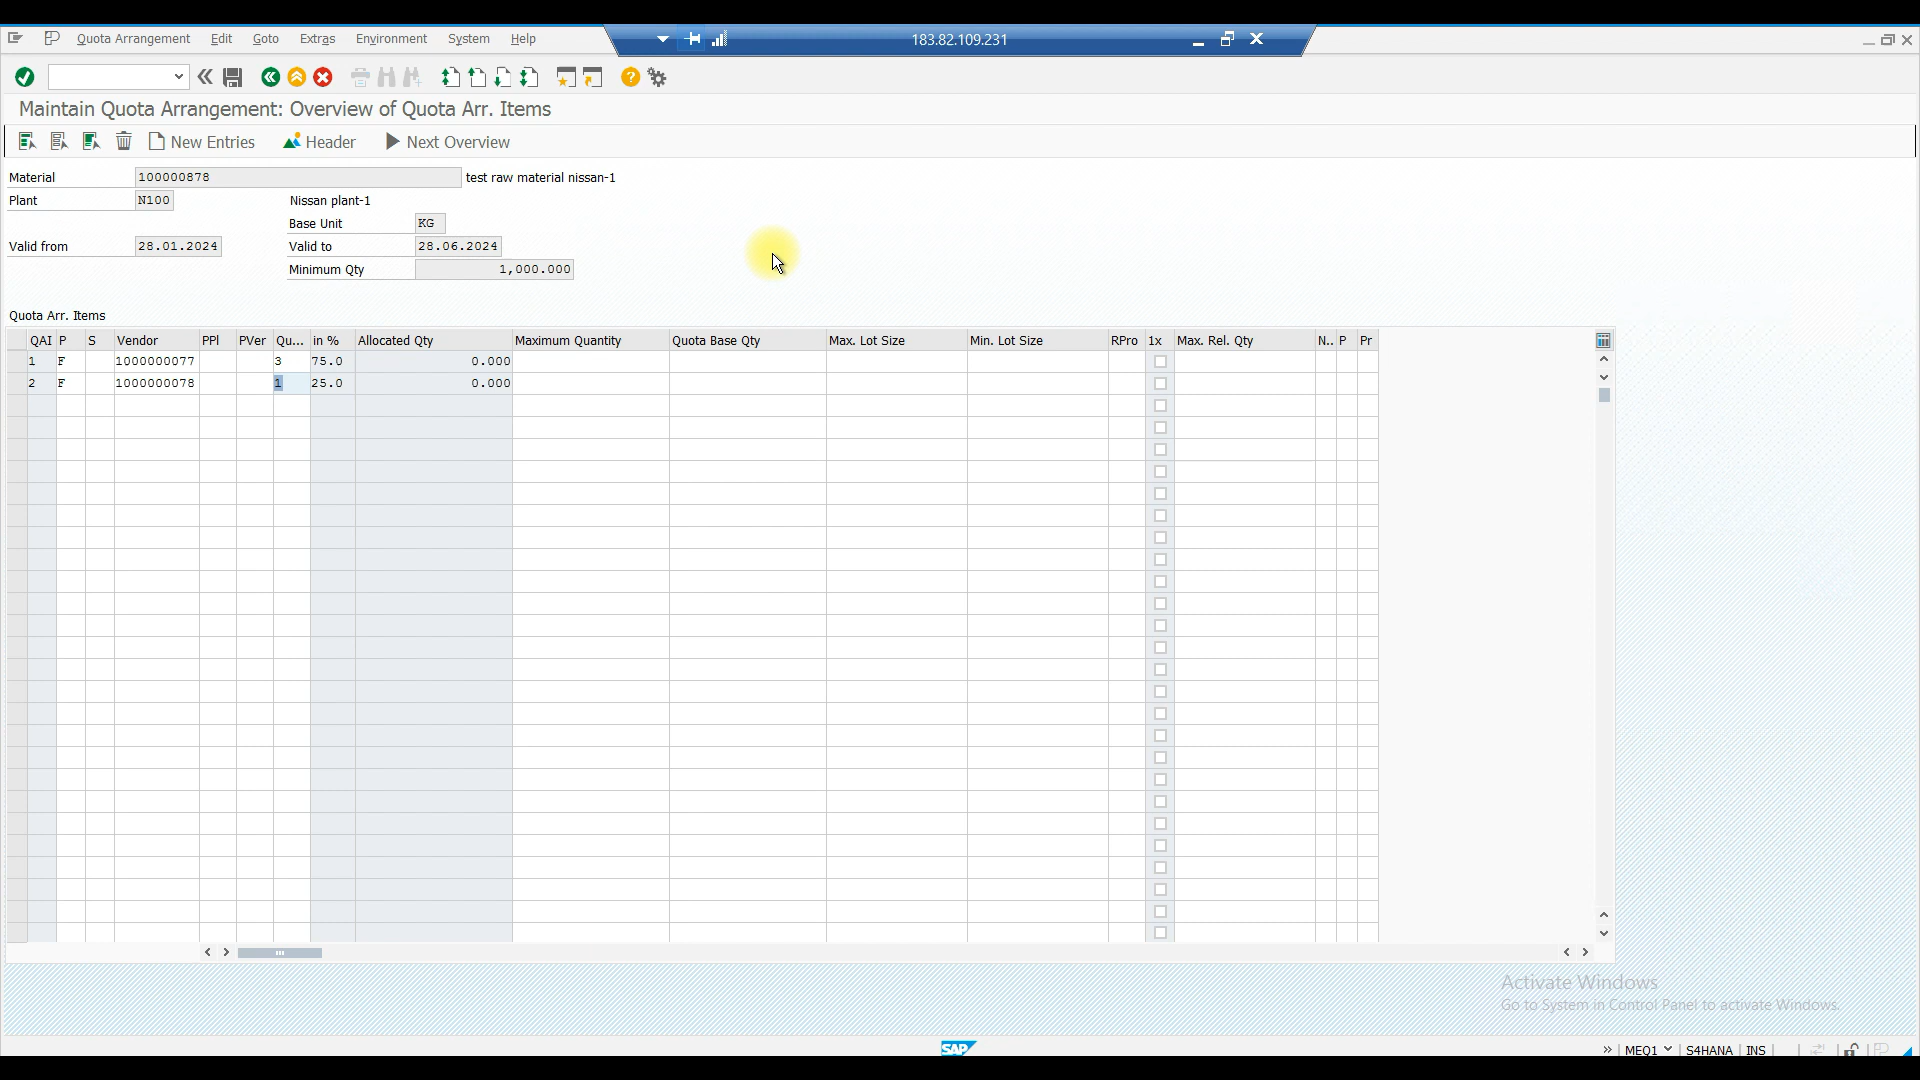 Quota Arrangement Edit Goto Extras Environment System Help
183.82.109.231
Maintain Quota Arrangement: Overview of Quota Arr. Items
New Entries Header Next Overview
Material 100000878 test raw material nissan-1
Plant N100 Nissan plant-1
Base Unit KG
Valid from 28.01.2024 Valid to 28.06.2024
Minimum Qty 1,000.000
Quota Arr. Items
QAI P S Vendor PPl PVer Qu... in % Allocated Qty Maximum Quantity Quota Base Qty Max. Lot Size Min. Lot Size RPro 1x Max. Rel. Qty N.. P Pr
1 F 1000000077 3 75.0 0.000
2 F 1000000078 1 25.0 0.000
Activate Windows
Go to System in Control Panel to activate Windows.
SAP
MEQ1 S4HANA INS